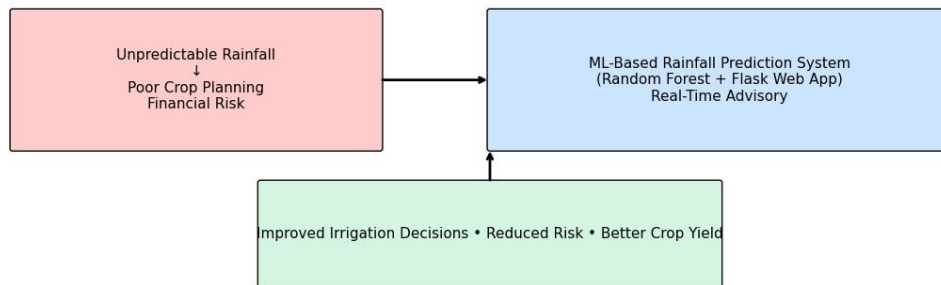 Unpredictable Rainfall
↓
Poor Crop Planning
Financial Risk
ML-Based Rainfall Prediction System
(Random Forest + Flask Web App)
Real-Time Advisory
Improved Irrigation Decisions • Reduced Risk • Better Crop Yield